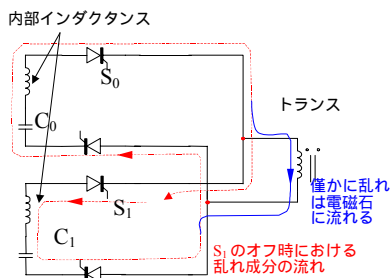 内部インダクタンス
S0
C0
トランス
S1
僅かに乱れ
は電磁石
に流れる
C1
S1のオフ時における
乱れ成分の流れ